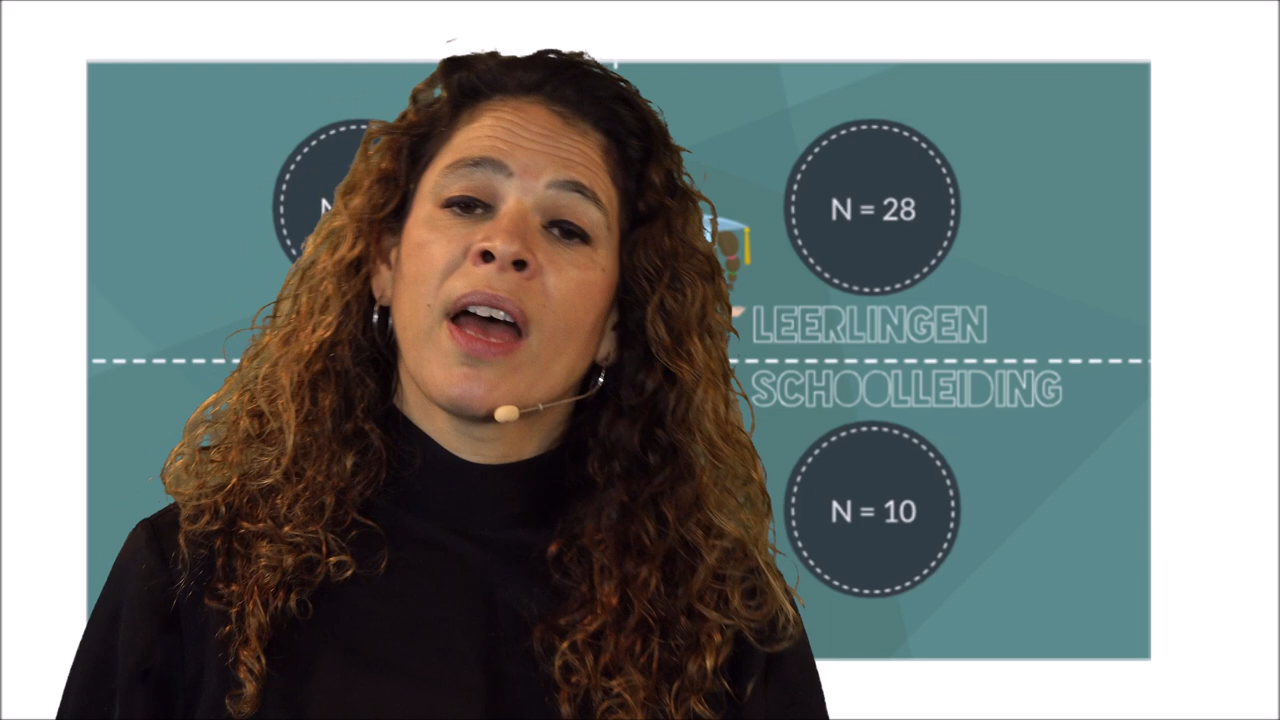 N = 28
LEERLINGEN
SCHOOLLEIDING
N = 10